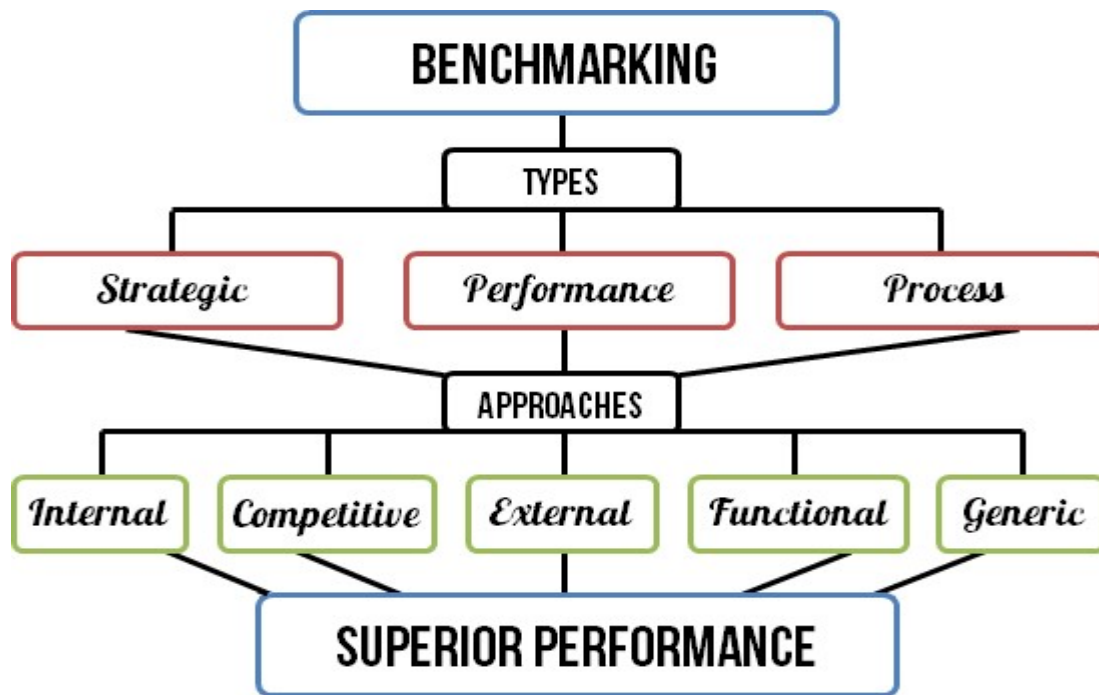 BENCHMARKING
TYPES
Strategic
Performance
Process
APPROACHES
Internal
Competitive
External
Functional
Generic
SUPERIOR PERFORMANCE